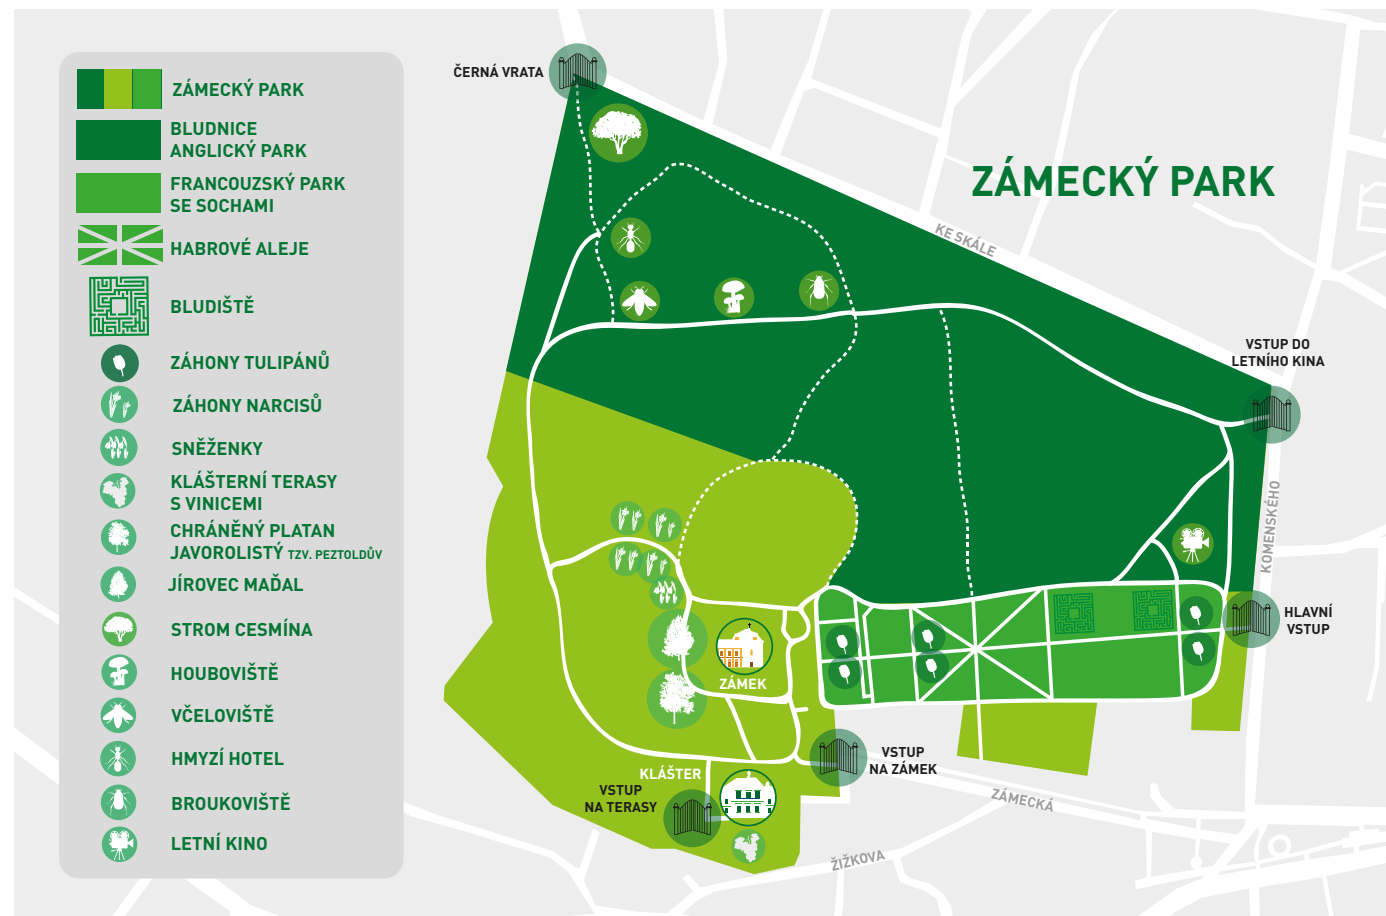 ZÁMECKÝ PARK
BLUDNICE
ANGLICKÝ PARK
FRANCOUZSKÝ PARK
SE SOCHAMI
HABROVÉ ALEJE
BLUDIŠTĚ
ZÁHONY TULIPÁNŮ
ZÁHONY NARCISŮ
SNĚŽENKY
KLÁŠTERNÍ TERASY
S VINICEMI
CHRÁNĚNÝ PLATAN
JAVOROLISTÝ TZV. PEZTOLDŮV
JÍROVEC MAĎAL
STROM CESMÍNA
HOUBOVIŠTĚ
VČELOVIŠTĚ
HMYZÍ HOTEL
BROUKOVIŠTĚ
LETNÍ KINO
ČERNÁ VRATA
ZÁMECKÝ PARK
KE SKÁLE
VSTUP DO
LETNÍHO KINA
KOMENSKÉHO
HLAVNÍ
VSTUP
ZÁMEK
VSTUP
NA ZÁMEK
KLÁŠTER
VSTUP
NA TERASY
ZÁMECKÁ
ŽIŽKOVA